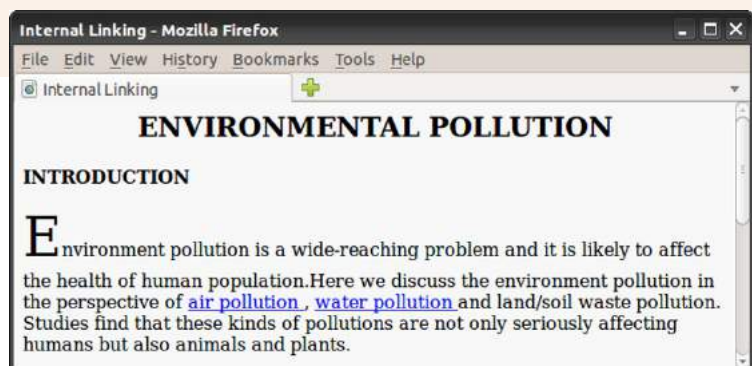 Internal Linking - Mozilla Firefox
File Edit View History Bookmarks Tools Help
Internal Linking
ENVIRONMENTAL POLLUTION
INTRODUCTION
Environment pollution is a wide-reaching problem and it is likely to affect
the health of human population.Here we discuss the environment pollution in
the perspective of air pollution , water pollution and land/soil waste pollution.
Studies find that these kinds of pollutions are not only seriously affecting
humans but also animals and plants.